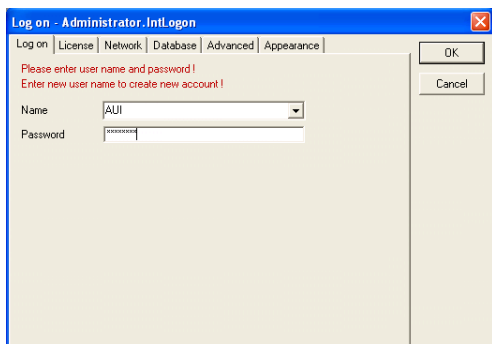 Log on - Administrator.IntLogon
Log on License Network Database Advanced Appearance
OK
Please enter user name and password !
Enter new user name to create new account !
Cancel
Name AUI
Password ********